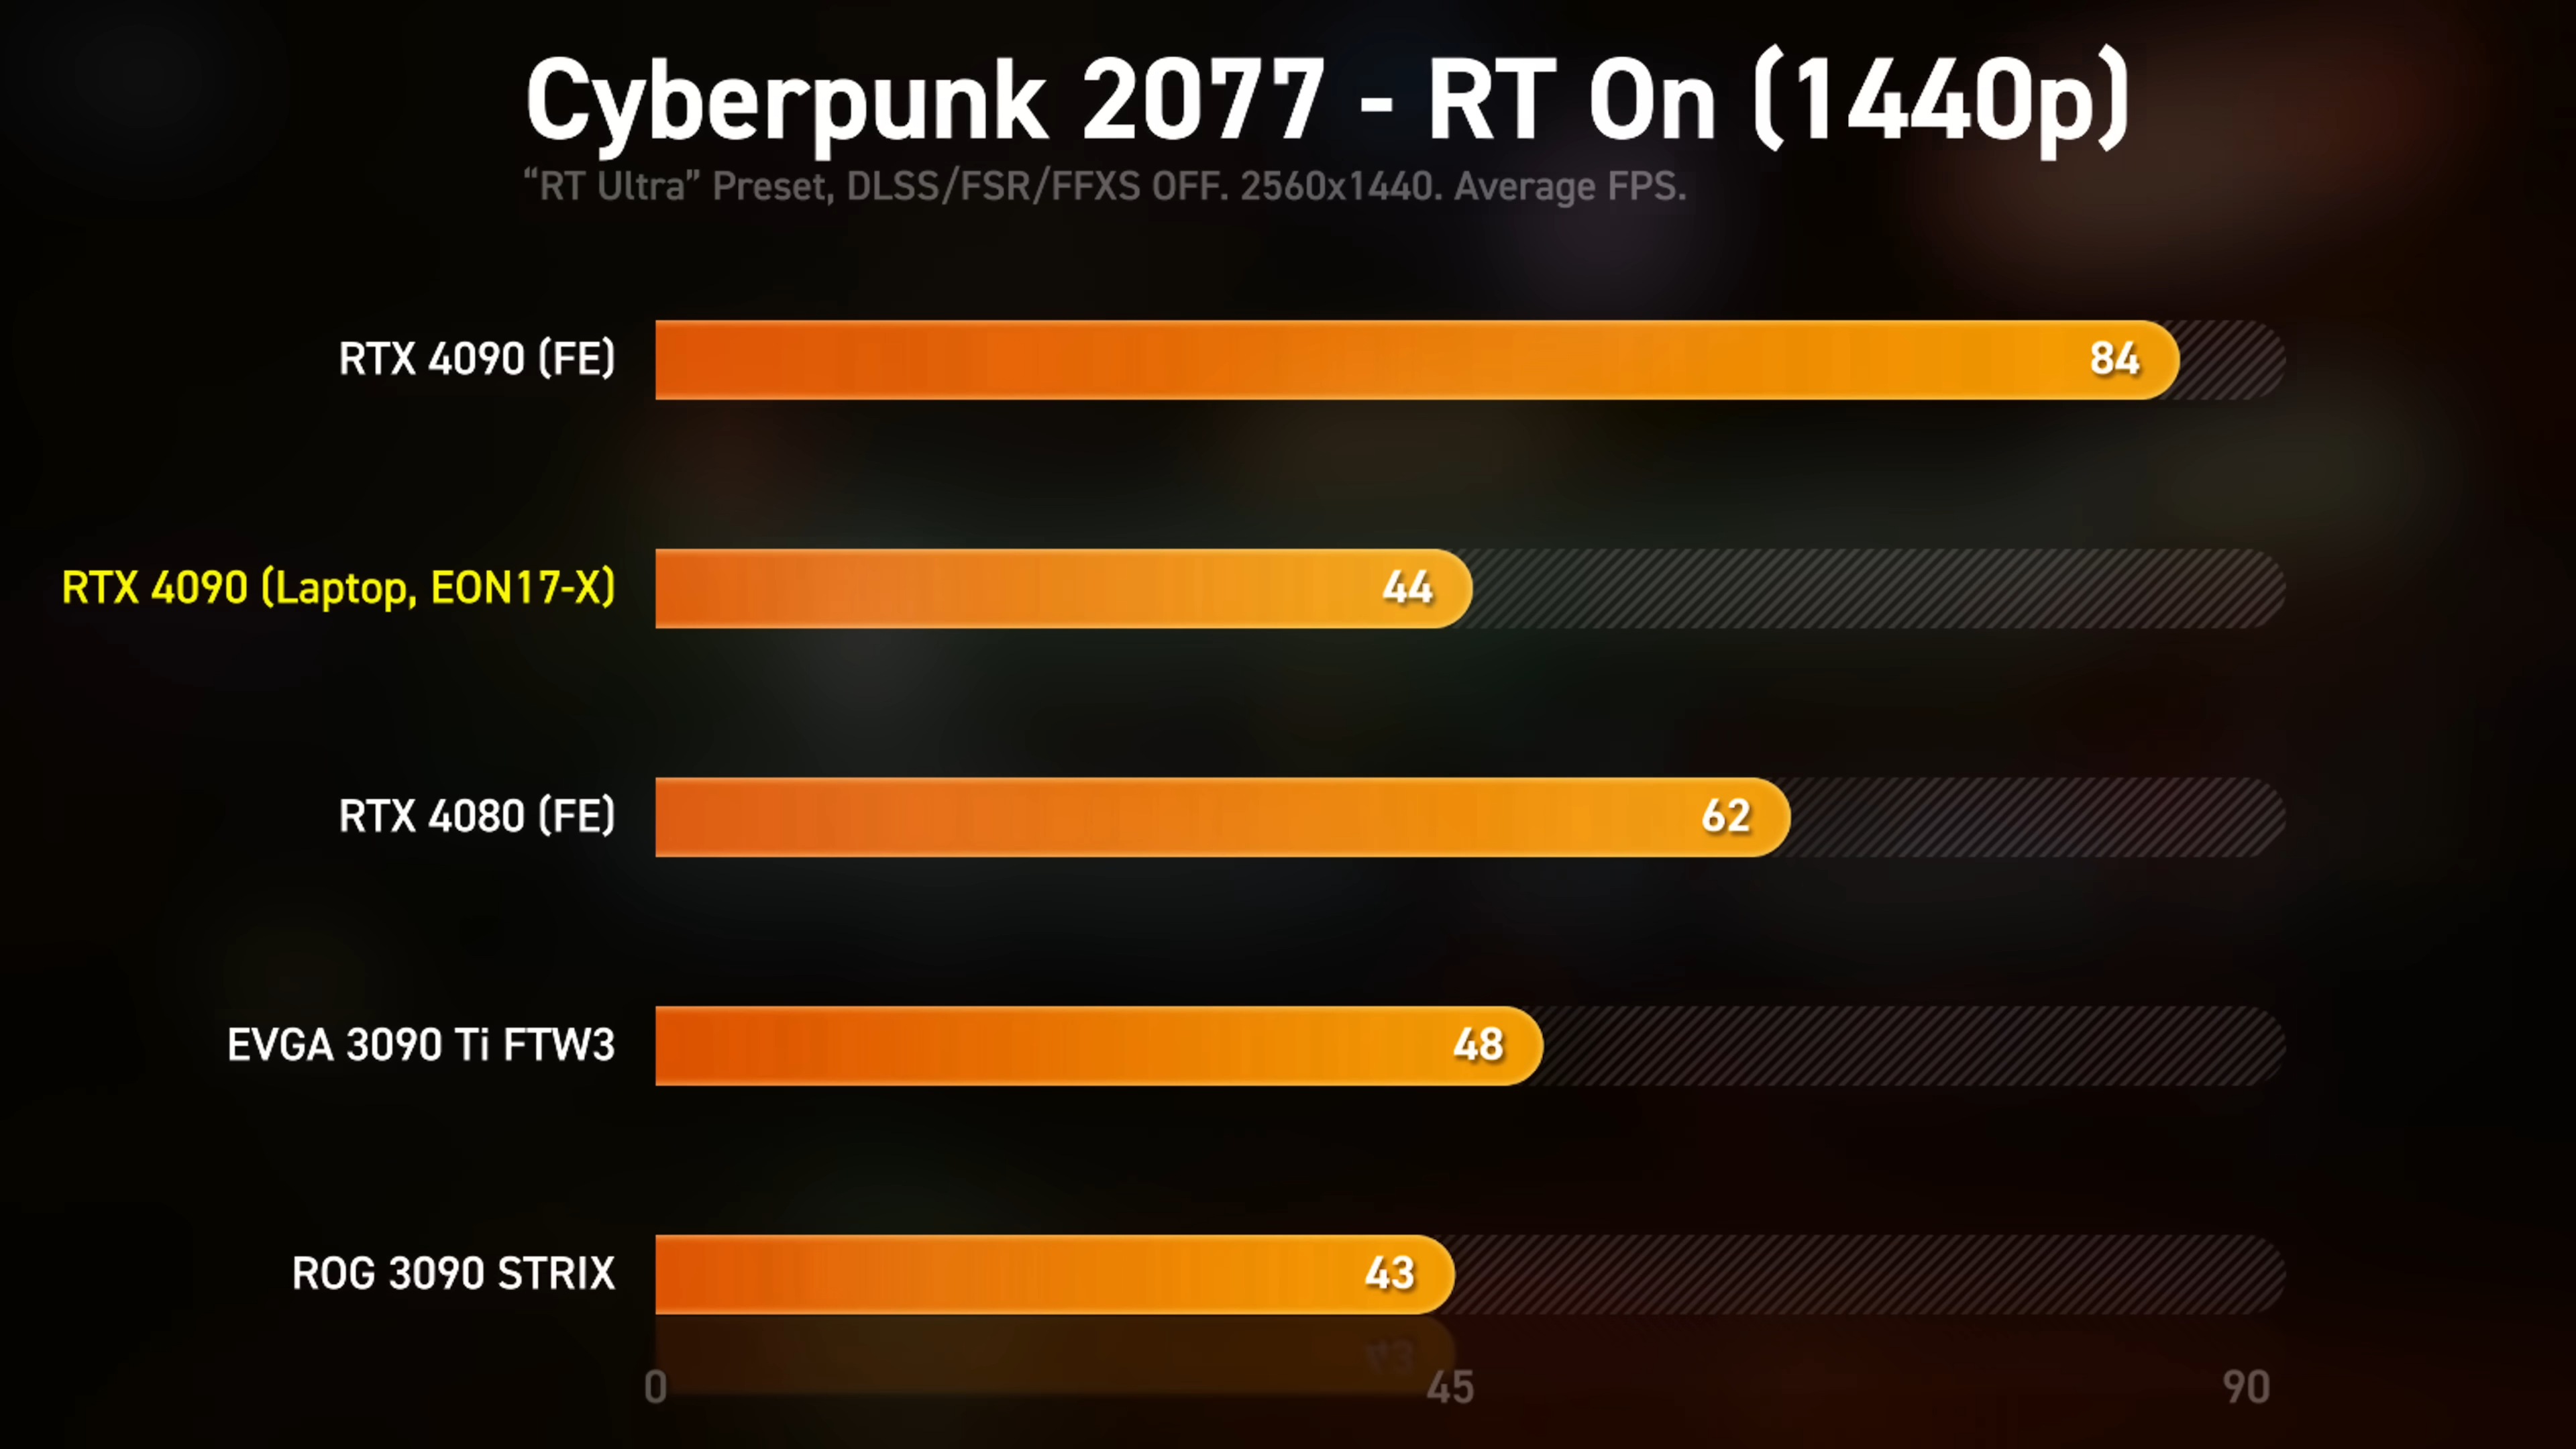 Cyberpunk 2077 - RT On (1440p)
“RT Ultra” Preset, DLSS/FSR/FFXS OFF. 2560x1440. Average FPS.
RTX 4090 (FE) 84
RTX 4090 (Laptop, EON17-X) 44
RTX 4080 (FE) 62
EVGA 3090 Ti FTW3 48
ROG 3090 STRIX 43
0 45 90